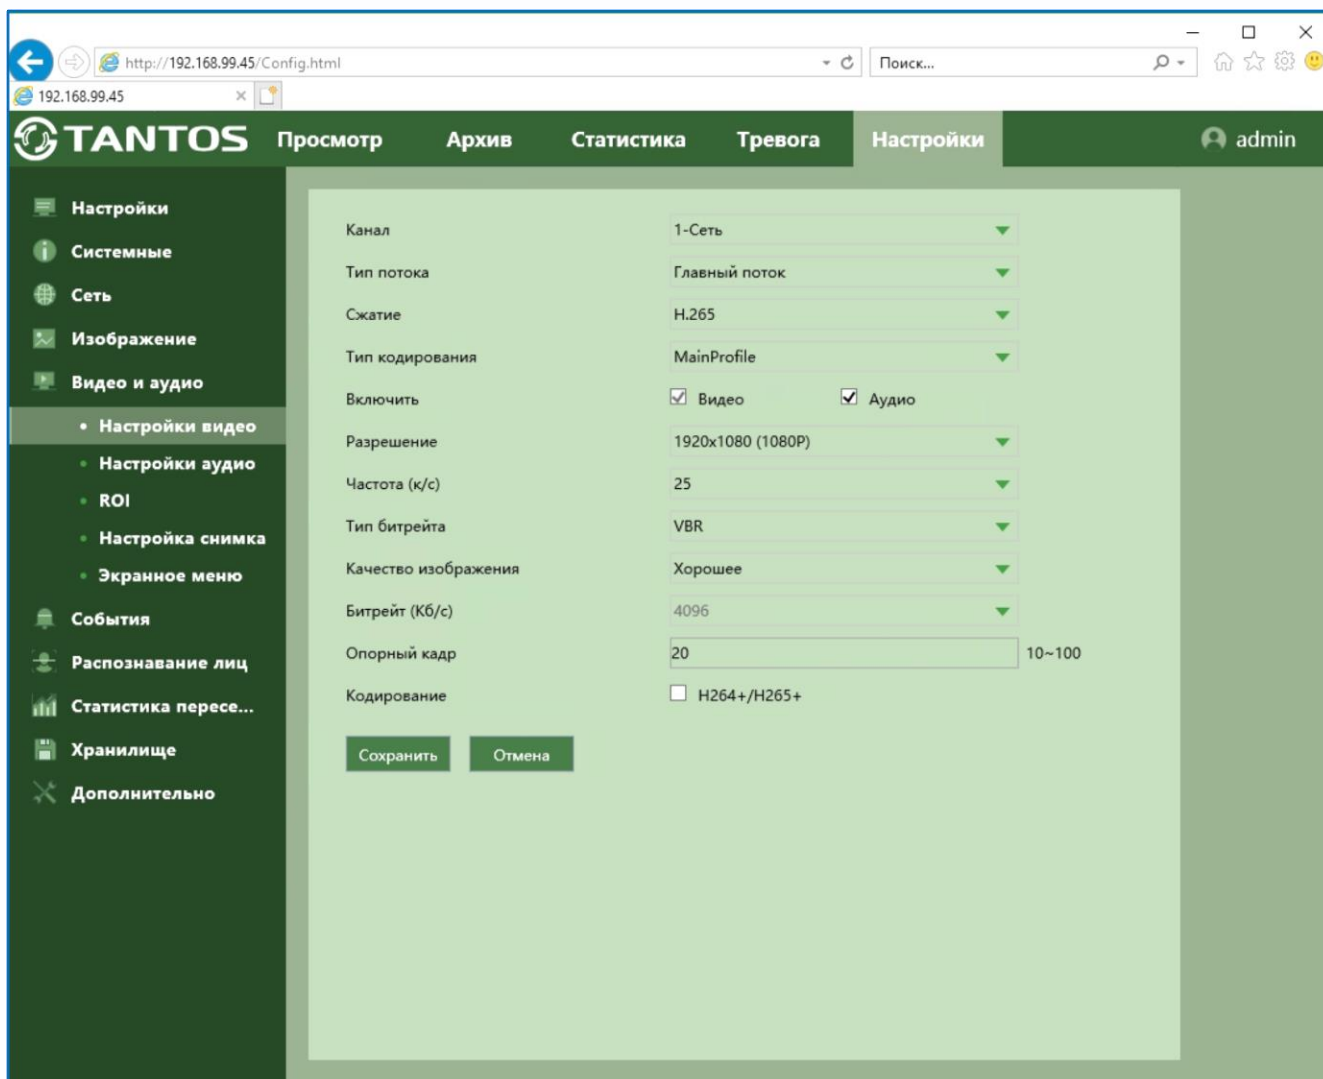 http://192.168.99.45/Config.html
Поиск...
192.168.99.45
TANTOS Просмотр Архив Статистика Тревога Настройки admin
Настройки
Системные
Сеть
Изображение
Видео и аудио
Настройки видео
Настройки аудио
ROI
Настройка снимка
Экранное меню
События
Распознавание лиц
Статистика пересе...
Хранилище
Дополнительно
Канал 1-Сеть
Тип потока Главный поток
Сжатие H.265
Тип кодирования MainProfile
Включить Видео Аудио
Разрешение 1920x1080 (1080P)
Частота (к/с) 25
Тип битрейта VBR
Качество изображения Хорошее
Битрейт (Кб/с) 4096
Опорный кадр 20 10~100
Кодирование H264+/H265+
Сохранить Отмена